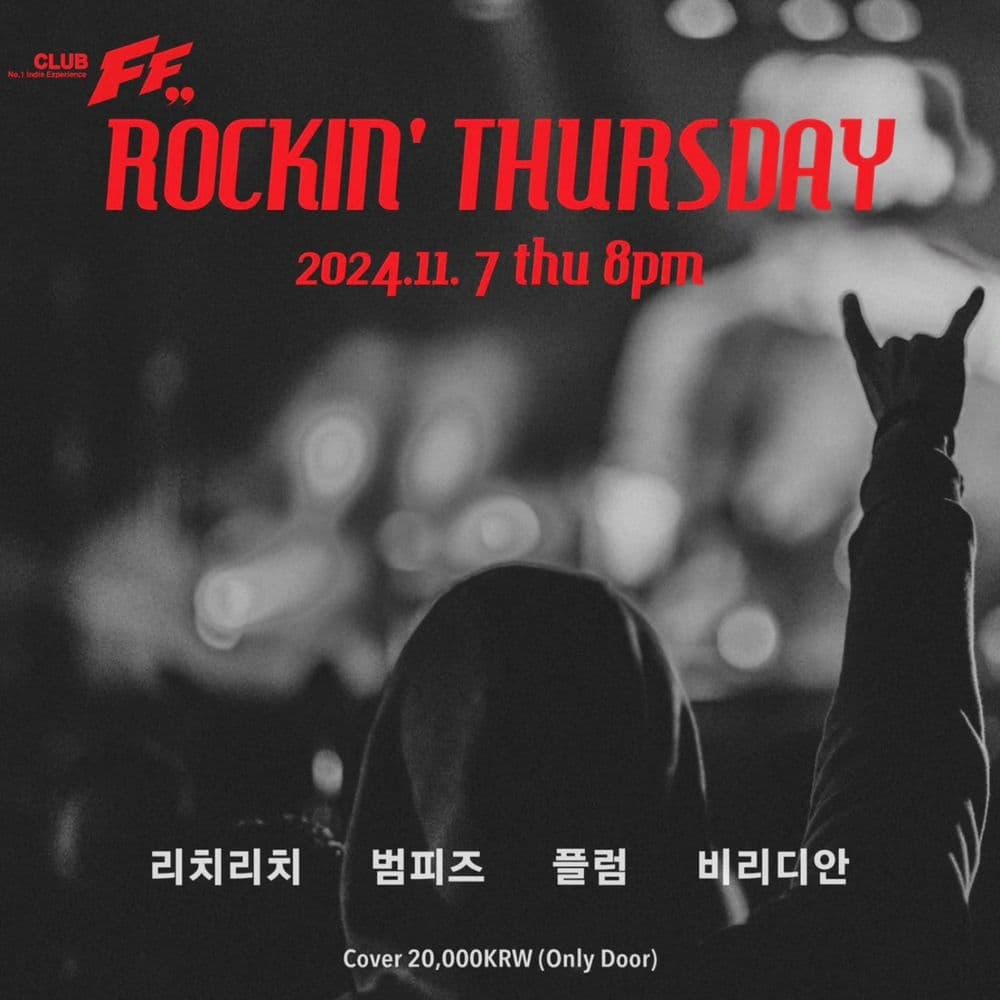 CLUB FF
No.1 Indie Experience
ROCKIN' THURSDAY
2024.11. 7 thu 8pm
리치리치 범피즈 플럼 비리디안
Cover 20,000KRW (Only Door)